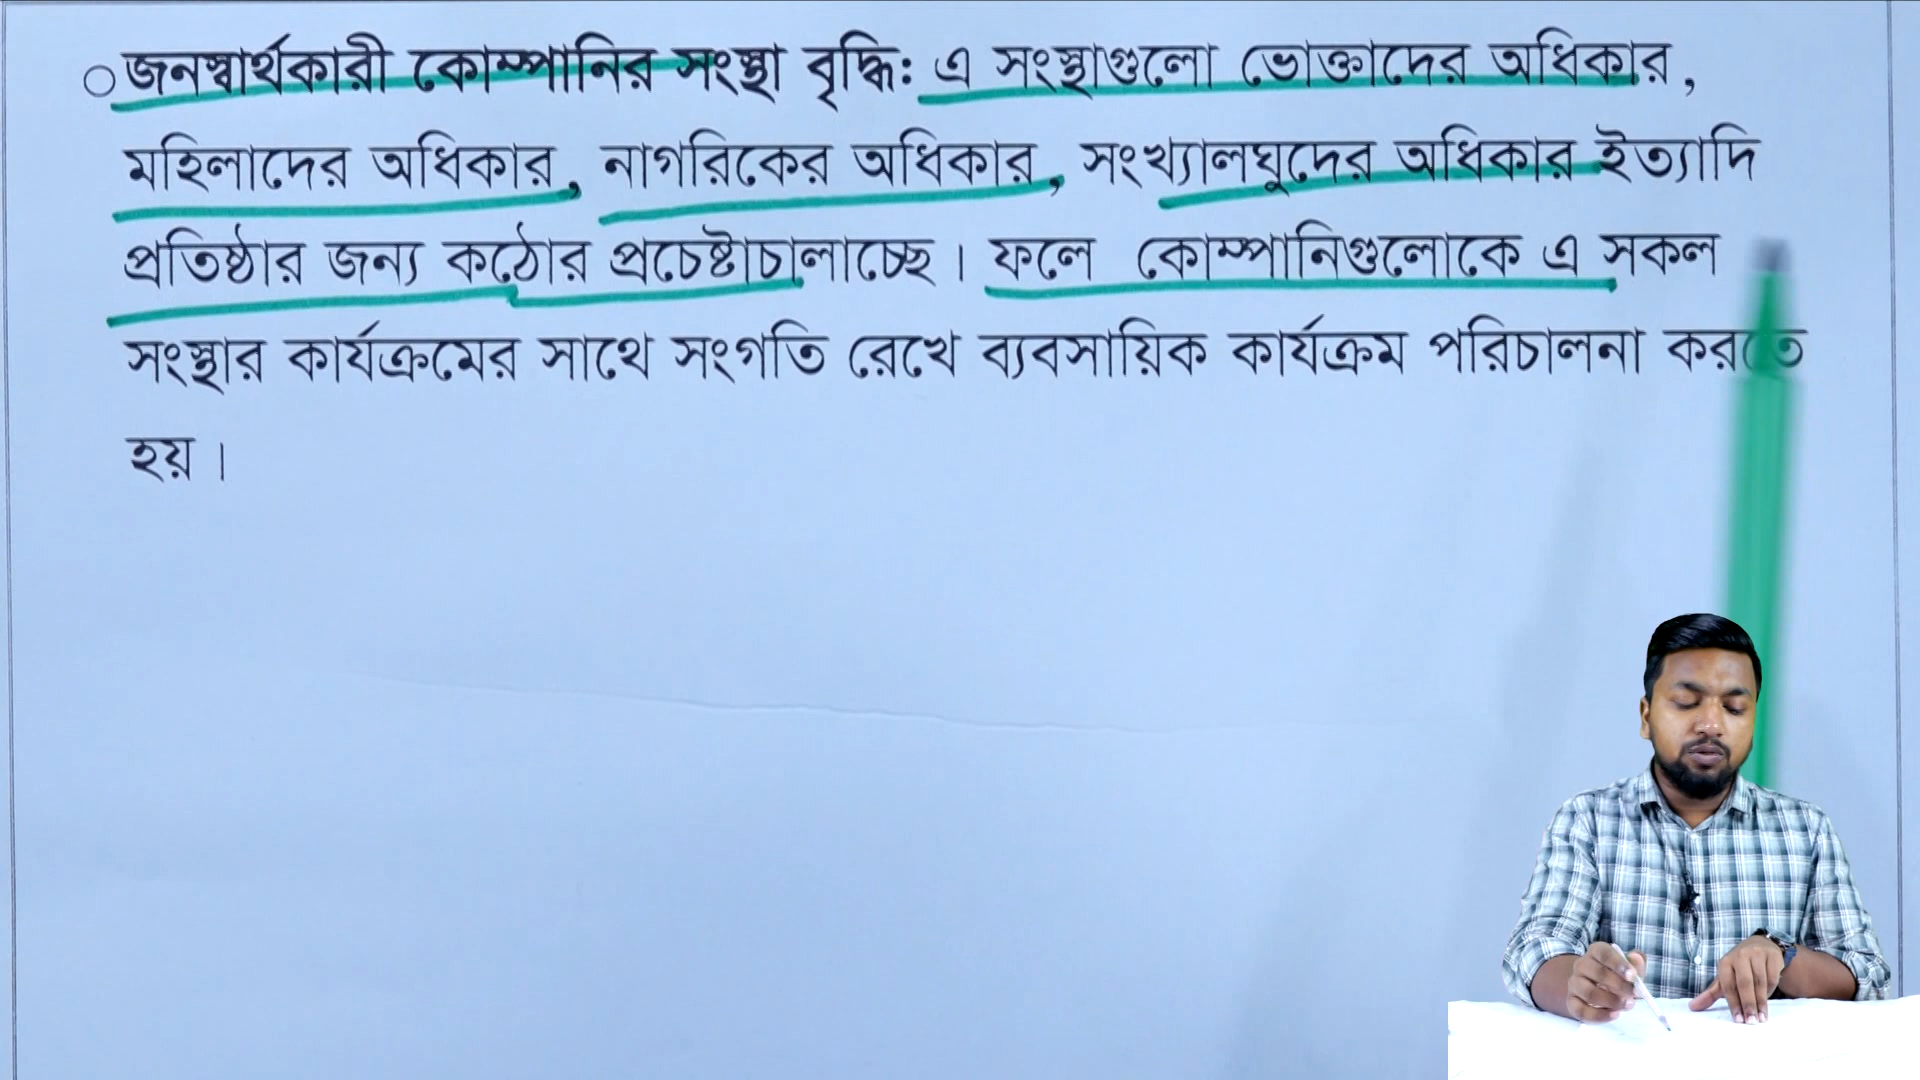 জনস্বার্থকারী কোম্পানির সংস্থা বৃদ্ধি: এ সংস্থাগুলো ভোক্তাদের অধিকার,
মহিলাদের অধিকার, নাগরিকের অধিকার, সংখ্যালঘুদের অধিকার ইত্যাদি
প্রতিষ্ঠার জন্য কঠোর প্রচেষ্টাচালাচ্ছে। ফলে কোম্পানিগুলোকে এ সকল
সংস্থার কার্যক্রমের সাথে সংগতি রেখে ব্যবসায়িক কার্যক্রম পরিচালনা করতে
হয়।